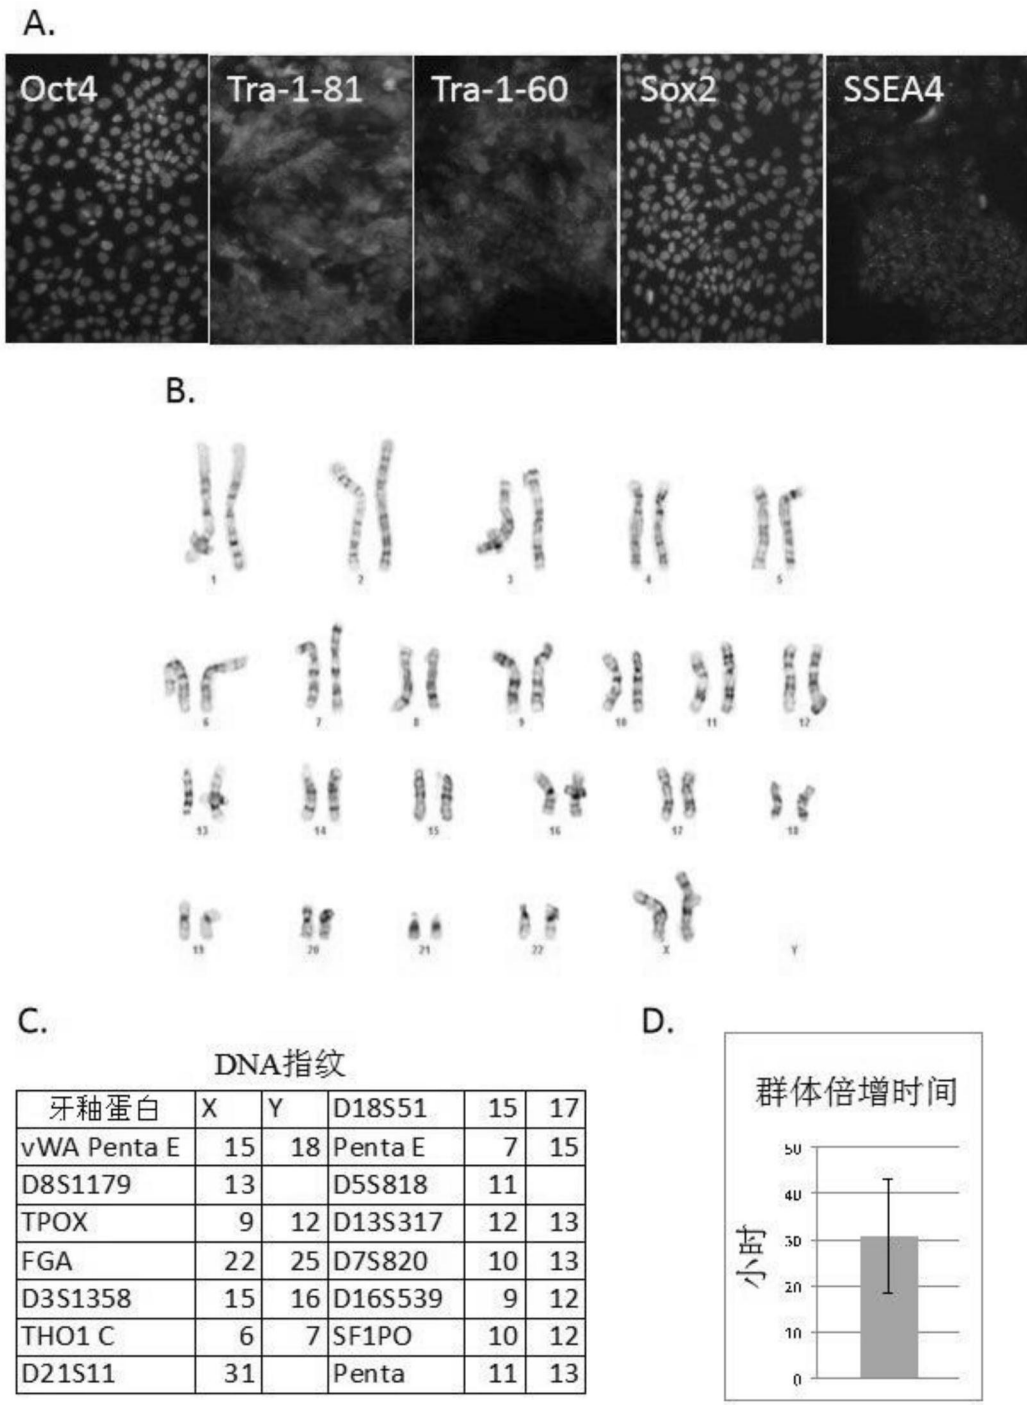 A.
Oct4 Tra-1-81 Tra-1-60 Sox2 SSEA4
B.
1 2 3 4 5
6 7 8 9 10 11 12
13 14 15 16 17 18
19 20 21 22 X Y
C.
DNA指纹
牙釉蛋白 X Y D18S51 15 17
vWA Penta E 15 18 Penta E 7 15
D8S1179 13 D5S818 11
TPOX 9 12 D13S317 12 13
FGA 22 25 D7S820 10 13
D3S1358 15 16 D16S539 9 12
THO1 C 6 7 SF1PO 10 12
D21S11 31 Penta 11 13
D.
群体倍增时间
小时
50
40
30
20
10
0